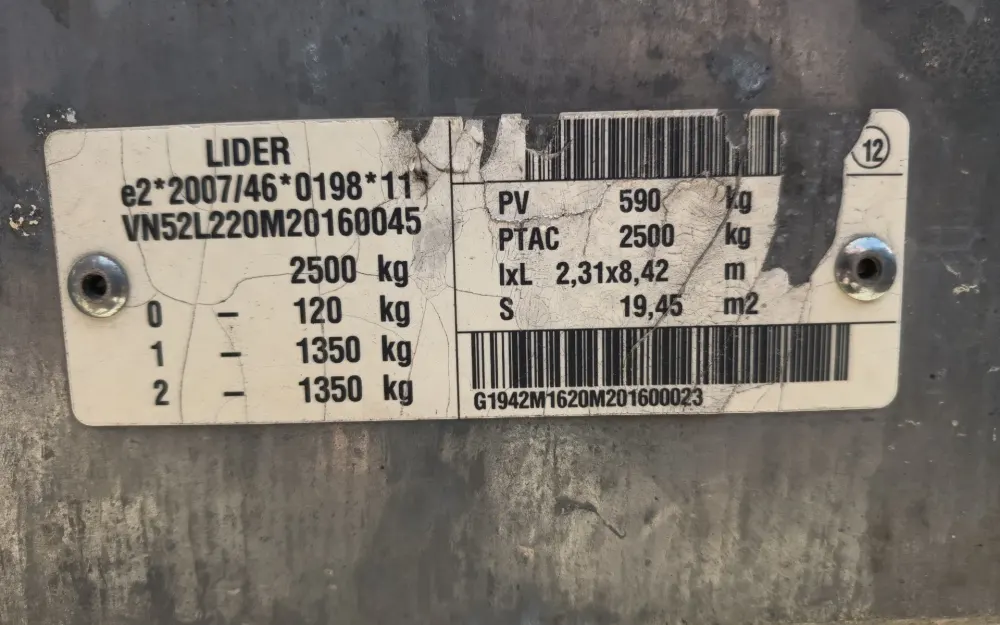 LIDER
e2*2007/46*0198*11
VN52L220M20160045
2500 kg
0 – 120 kg
1 – 1350 kg
2 – 1350 kg
12
PV 590 kg
PTAC 2500 kg
lxL 2,31x8,42 m
S 19,45 m2
G1942M1620M201600023